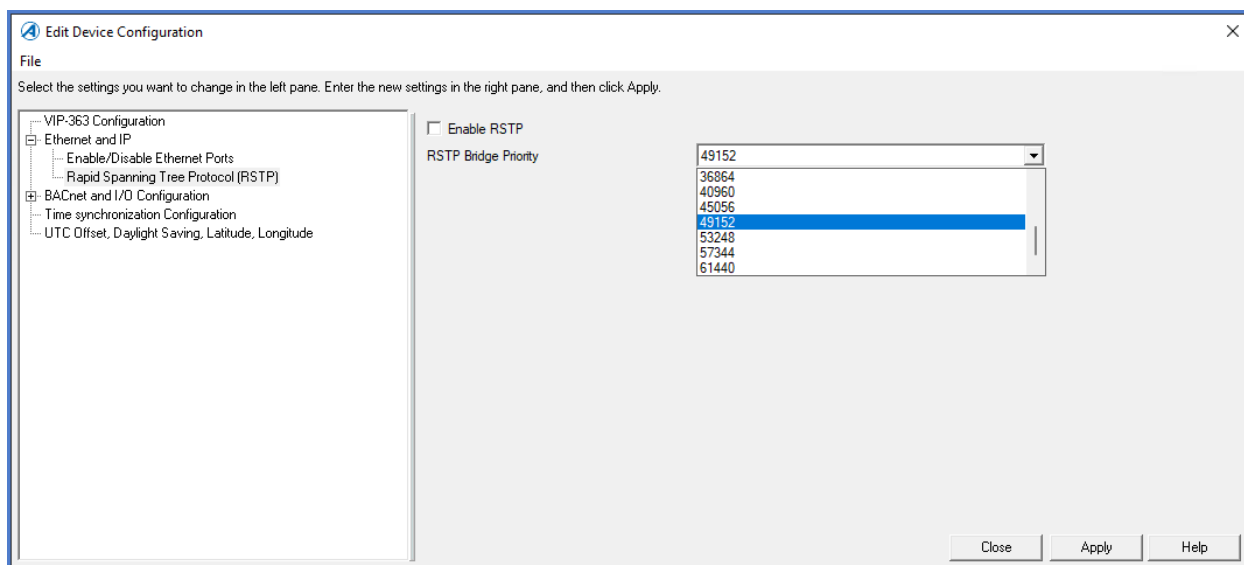 Edit Device Configuration
File
Select the settings you want to change in the left pane. Enter the new settings in the right pane, and then click Apply.
VIP-363 Configuration
Ethernet and IP
Enable/Disable Ethernet Ports
Rapid Spanning Tree Protocol (RSTP)
BACnet and I/O Configuration
Time synchronization Configuration
UTC Offset, Daylight Saving, Latitude, Longitude
Enable RSTP
RSTP Bridge Priority
49152
36864
40960
45056
49152
53248
57344
61440
Close
Apply
Help